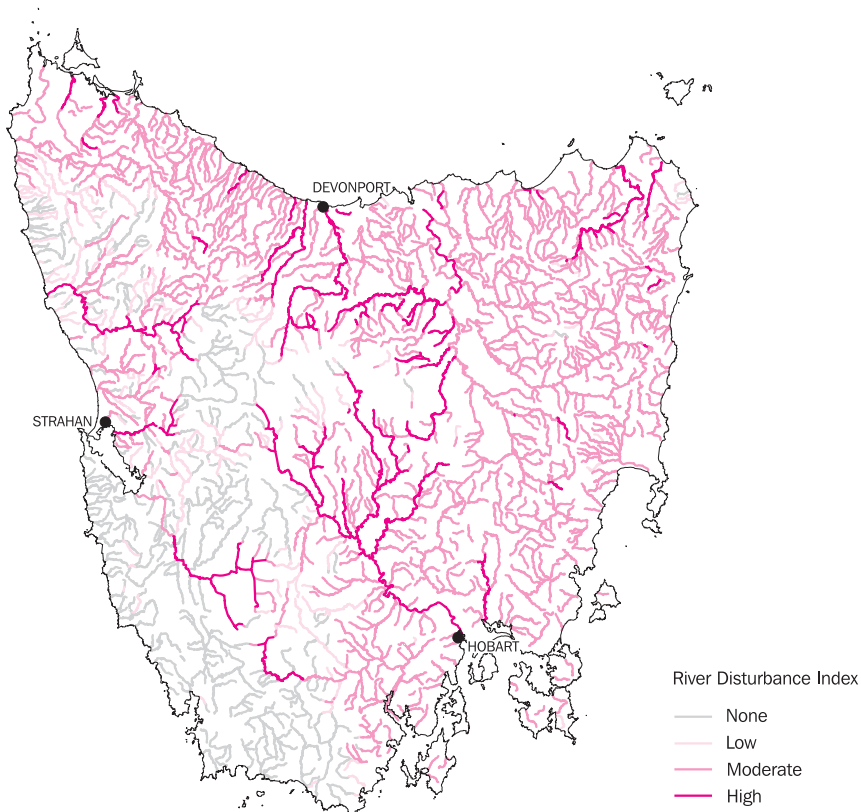 DEVONPORT
STRAHAN
HOBART
River Disturbance Index
None
Low
Moderate
High